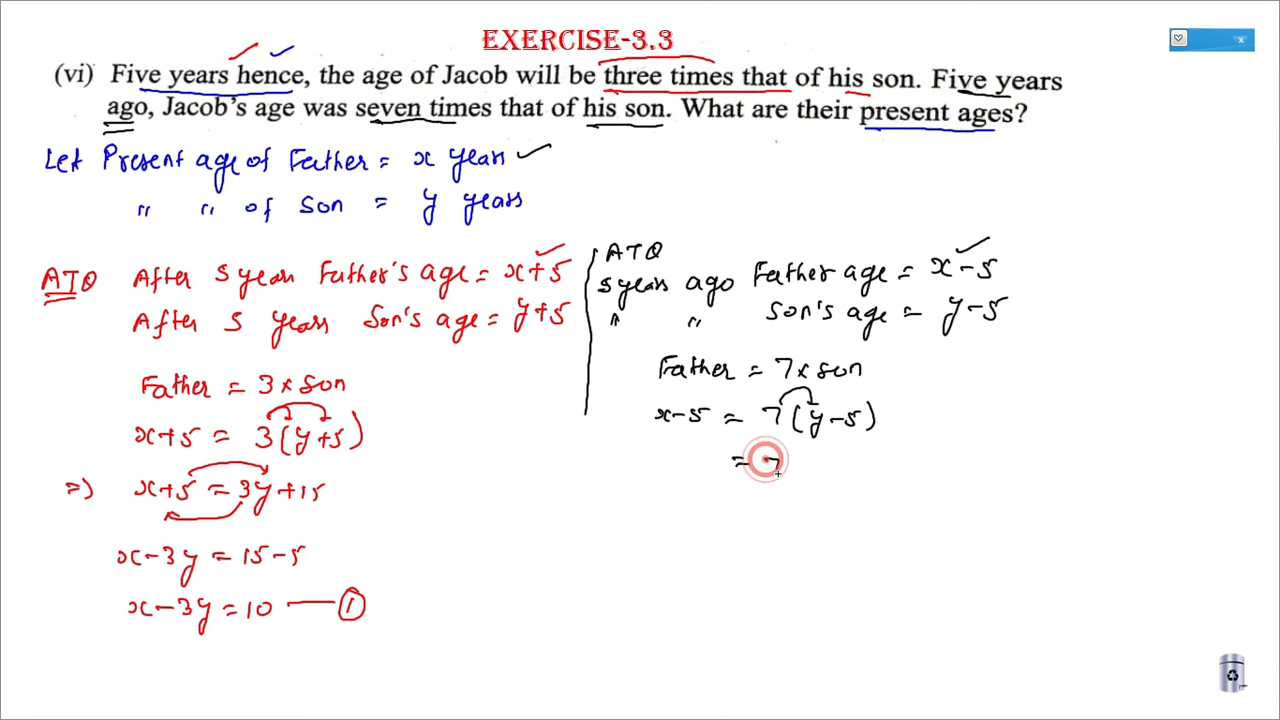 EXERCISE-3.3
(vi) Five years hence, the age of Jacob will be three times that of his son. Five years
ago, Jacob's age was seven times that of his son. What are their present ages?
Let Present age of Father = x years
" " of Son = y years
ATQ After 5 year Father's age = x+5
After 5 years Son's age = y+5
Father = 3 x son
x+5 = 3(y+5)
=) x+5 = 3y+15
x-3y = 15-5
x-3y = 10 — 1
ATQ
5 years ago Father age = x-5
" " Son's age = y-5
Father = 7 x son
x-5 = 7(y-5)
= 7